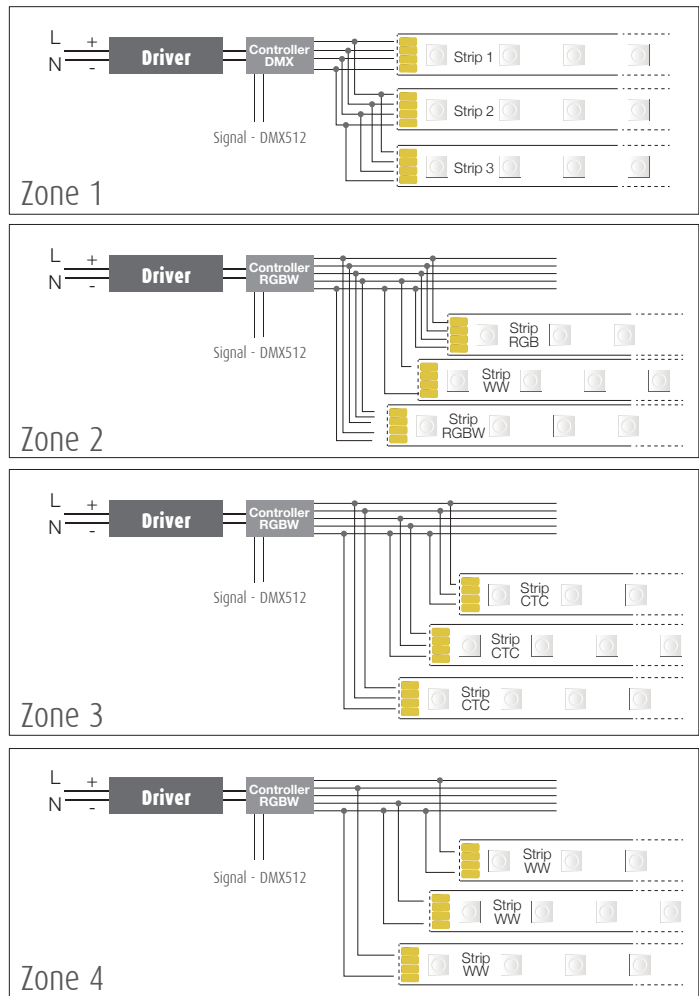 L + Driver Controller DMX Strip 1
N -
Strip 2
Signal - DMX512
Strip 3
Zone 1
L + Driver Controller RGBW
N -
Strip RGB
Signal - DMX512
Strip WW
Strip RGBW
Zone 2
L + Driver Controller RGBW
N -
Strip CTC
Signal - DMX512
Strip CTC
Strip CTC
Zone 3
L + Driver Controller RGBW
N -
Strip WW
Signal - DMX512
Strip WW
Strip WW
Zone 4